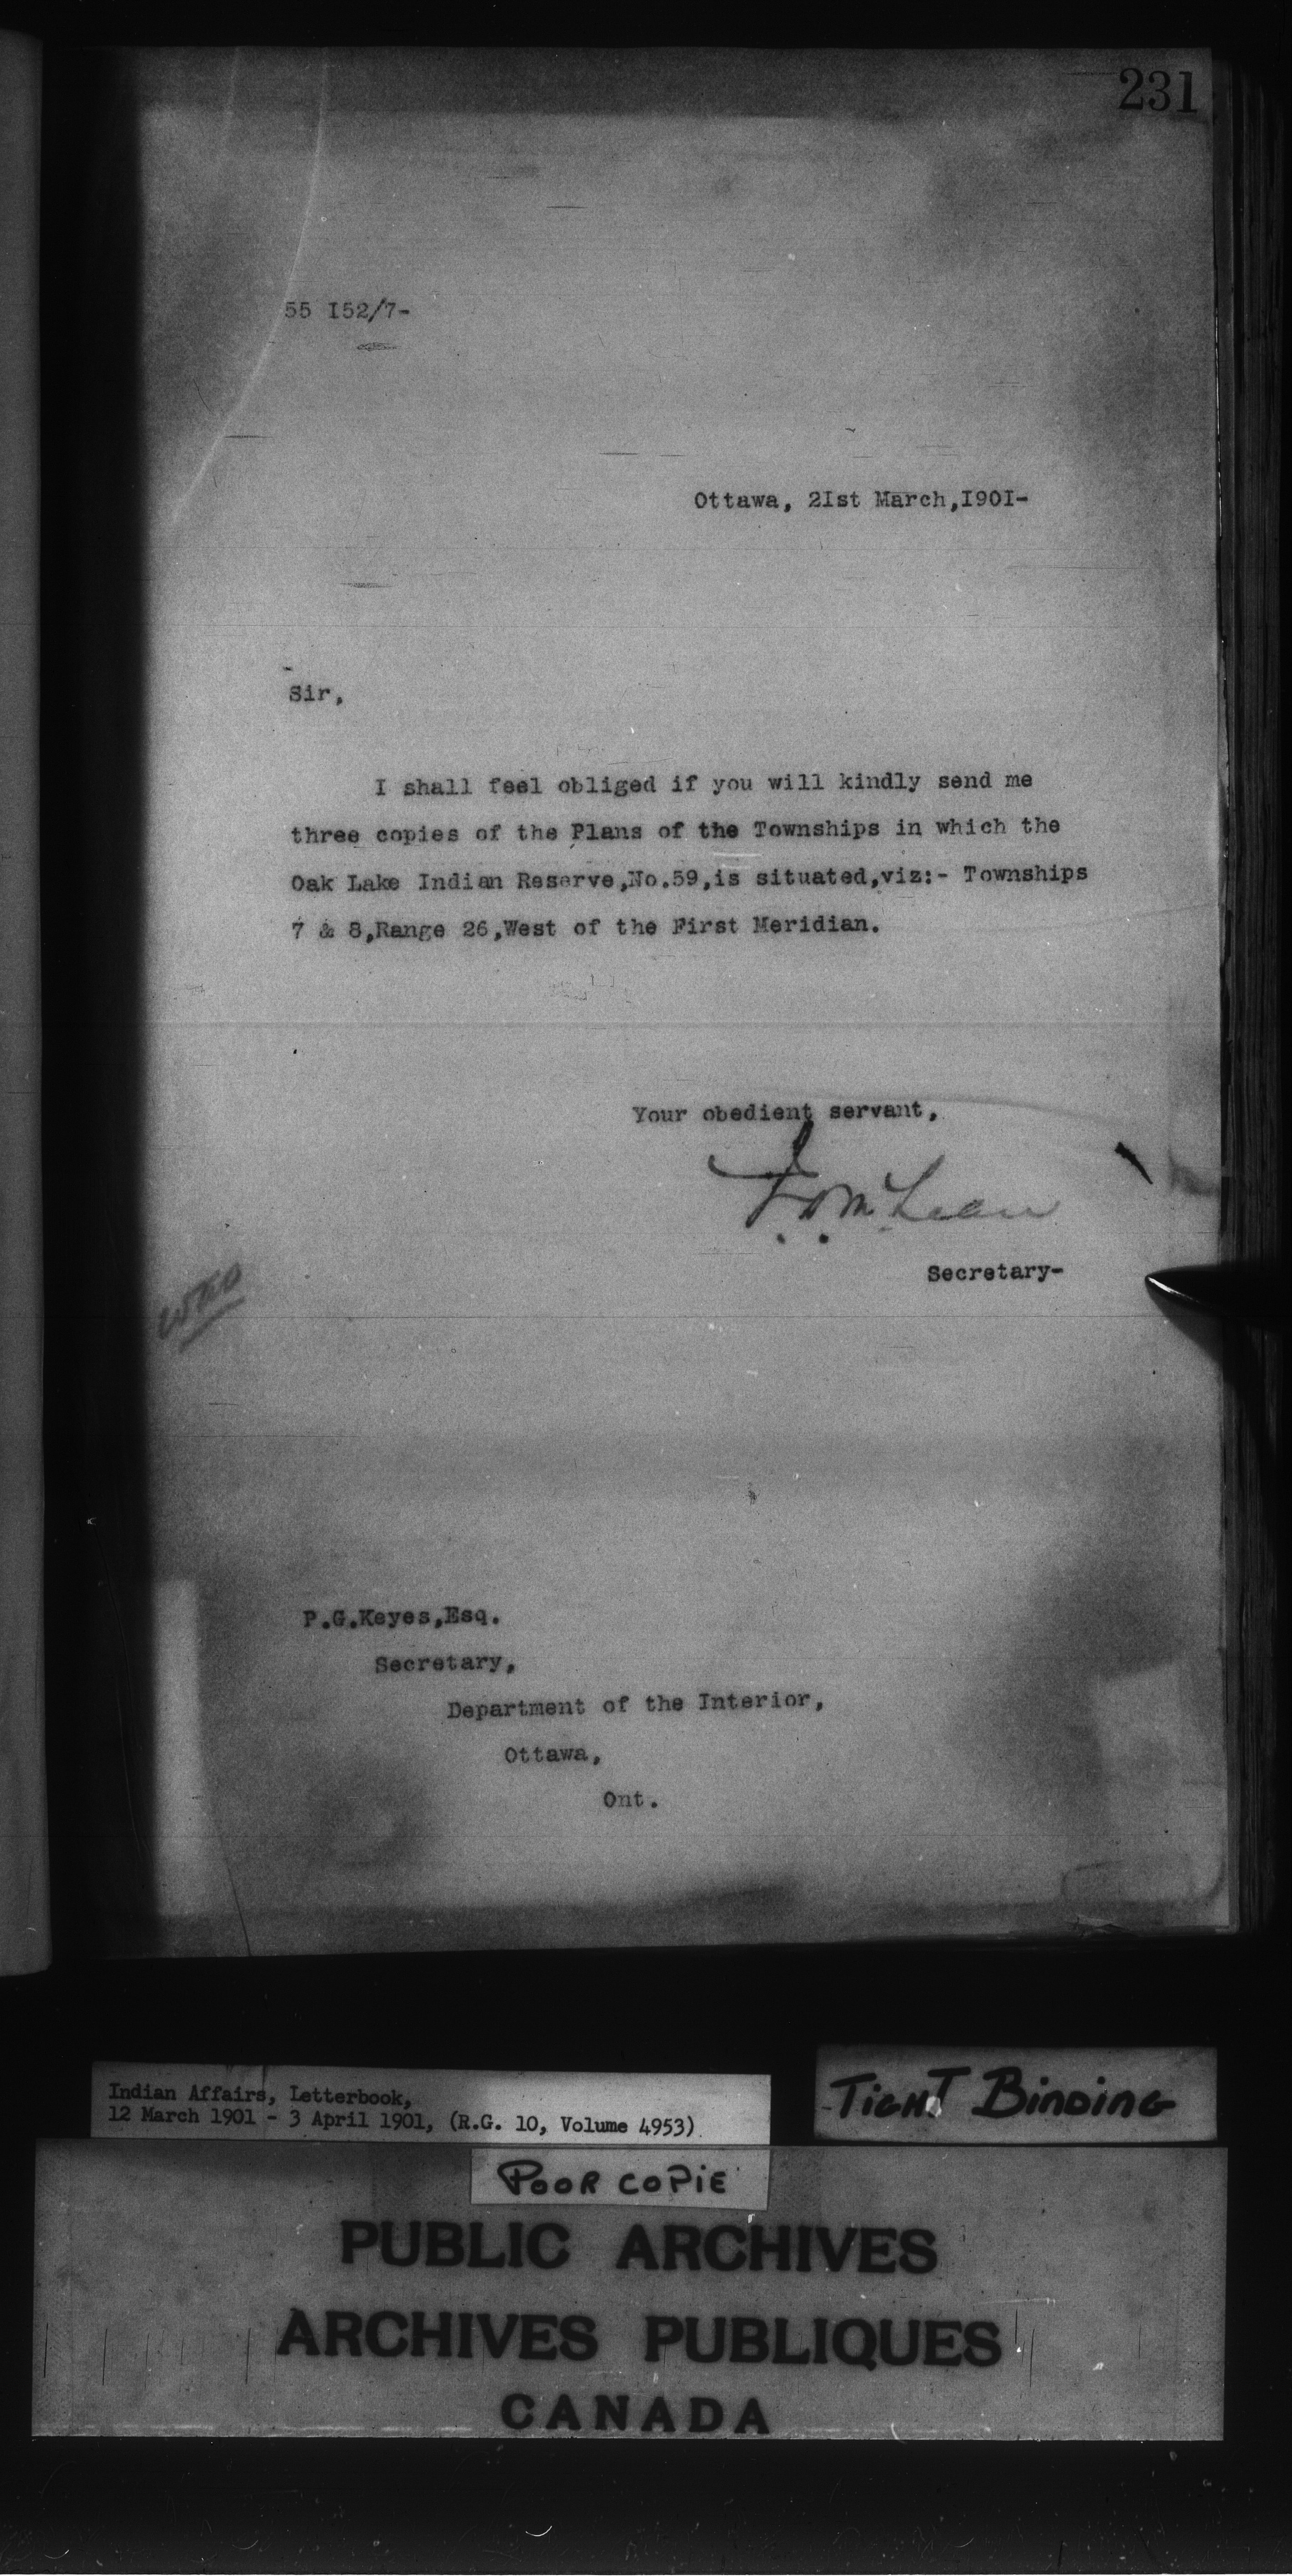 231
55 I52/7-
Ottawa, 2Ist March,I90I-
Sir,
I shall feel obliged if you will kindly send me
three copies of the Plans of the Townships in which the
Oak Lake Indian Reserve,No.59,is situated,viz:- Townships
7 & 8,Range 26,West of the First Meridian.
Your obedient servant,
J. D. McLean
Secretary-
P.G.Keyes,Esq.
Secretary,
Department of the Interior,
Ottawa,
Ont.
Indian Affairs, Letterbook,
12 March 1901 - 3 April 1901, (R.G. 10, Volume 4953)
TIGHT BINDING
POOR COPIE
PUBLIC ARCHIVES
ARCHIVES PUBLIQUES
CANADA